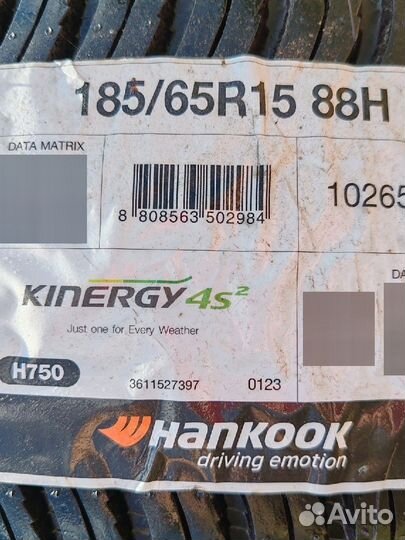 185/65R15 88H
DATA MATRIX
8 808563 502984
10265
KINERGY 4S²
Just one for Every Weather
DA
H750
3611527397 0123
HANKOOK
driving emotion
Avito